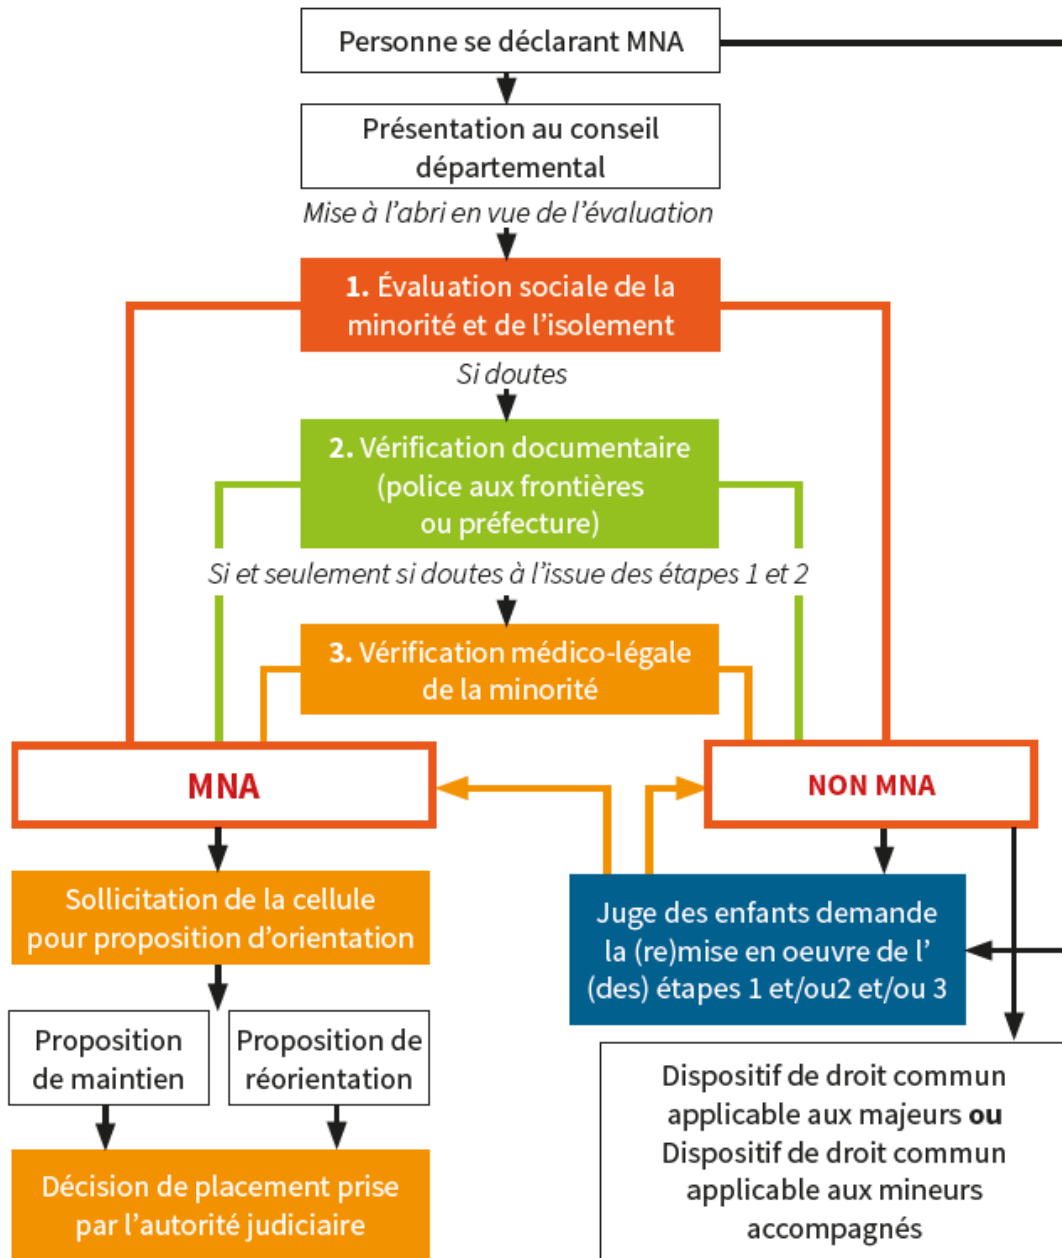 Personne se déclarant MNA
Présentation au conseil
départemental
Mise à l'abri en vue de l'évaluation
1. Évaluation sociale de la
minorité et de l'isolement
Si doutes
2. Vérification documentaire
(police aux frontières
ou préfecture)
Si et seulement si doutes à l'issue des étapes 1 et 2
3. Vérification médico-légale
de la minorité
MNA
NON MNA
Sollicitation de la cellule
pour proposition d'orientation
Juge des enfants demande
la (re)mise en oeuvre de l'
(des) étapes 1 et/ou2 et/ou 3
Proposition
de maintien
Proposition de
réorientation
Décision de placement prise
par l'autorité judiciaire
Dispositif de droit commun
applicable aux majeurs ou
Dispositif de droit commun
applicable aux mineurs
accompagnés